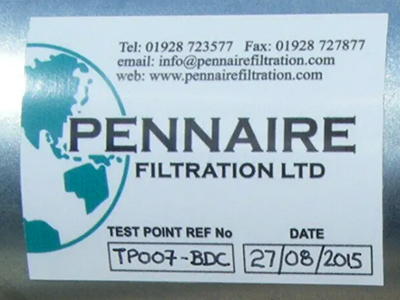 Tel: 01928 723577 Fax: 01928 727877
email: info@pennairefiltration.com
web: www.pennairefiltration.com
PENNAIRE
FILTRATION LTD
TEST POINT REF No DATE
TP007-BDC 27/08/2015